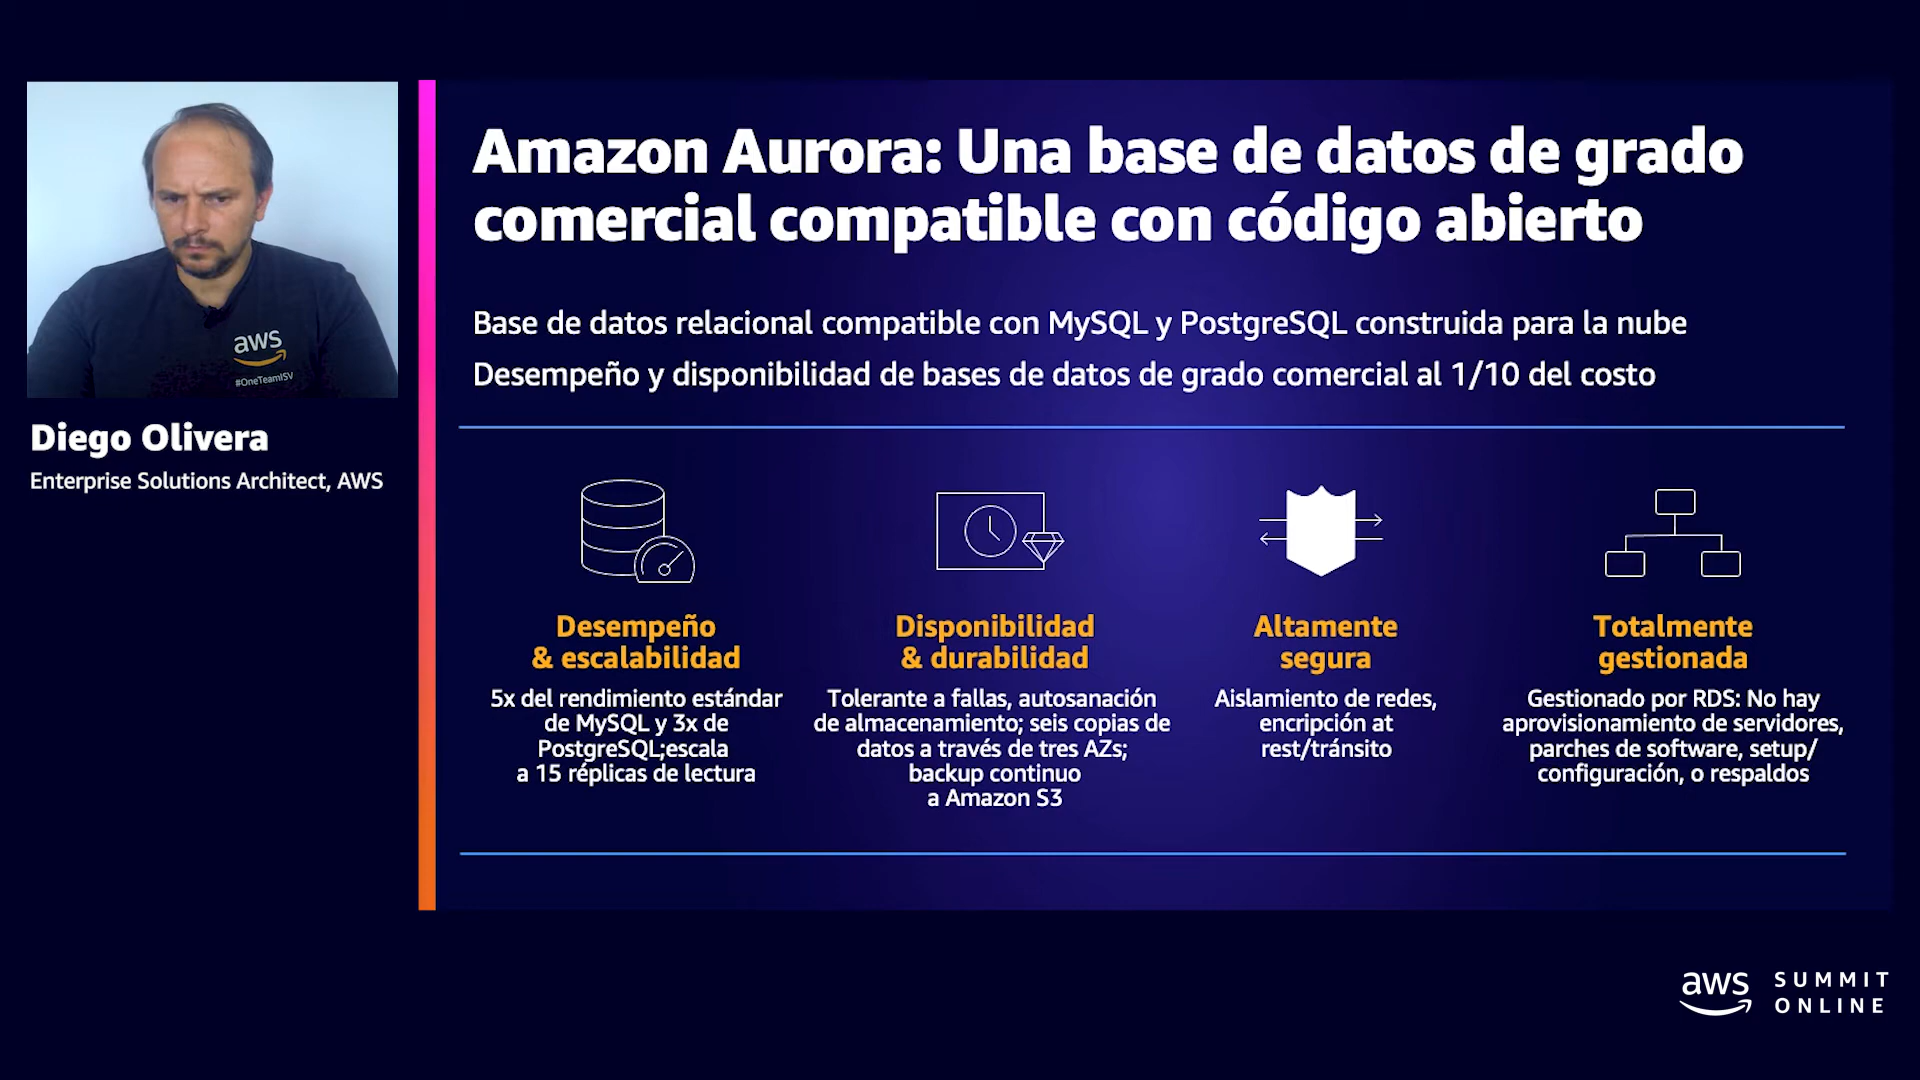 aws
#OneTeamISV
Diego Olivera
Enterprise Solutions Architect, AWS
Amazon Aurora: Una base de datos de grado
comercial compatible con código abierto
Base de datos relacional compatible con MySQL y PostgreSQL construida para la nube
Desempeño y disponibilidad de bases de datos de grado comercial al 1/10 del costo
Desempeño
& escalabilidad
5x del rendimiento estándar
de MySQL y 3x de
PostgreSQL;escala
a 15 réplicas de lectura
Disponibilidad
& durabilidad
Tolerante a fallas, autosanación
de almacenamiento; seis copias de
datos a través de tres AZs;
backup continuo
a Amazon S3
Altamente
segura
Aislamiento de redes,
encripción at
rest/tránsito
Totalmente
gestionada
Gestionado por RDS: No hay
aprovisionamiento de servidores,
parches de software, setup/
configuración, o respaldos
aws SUMMIT
ONLINE